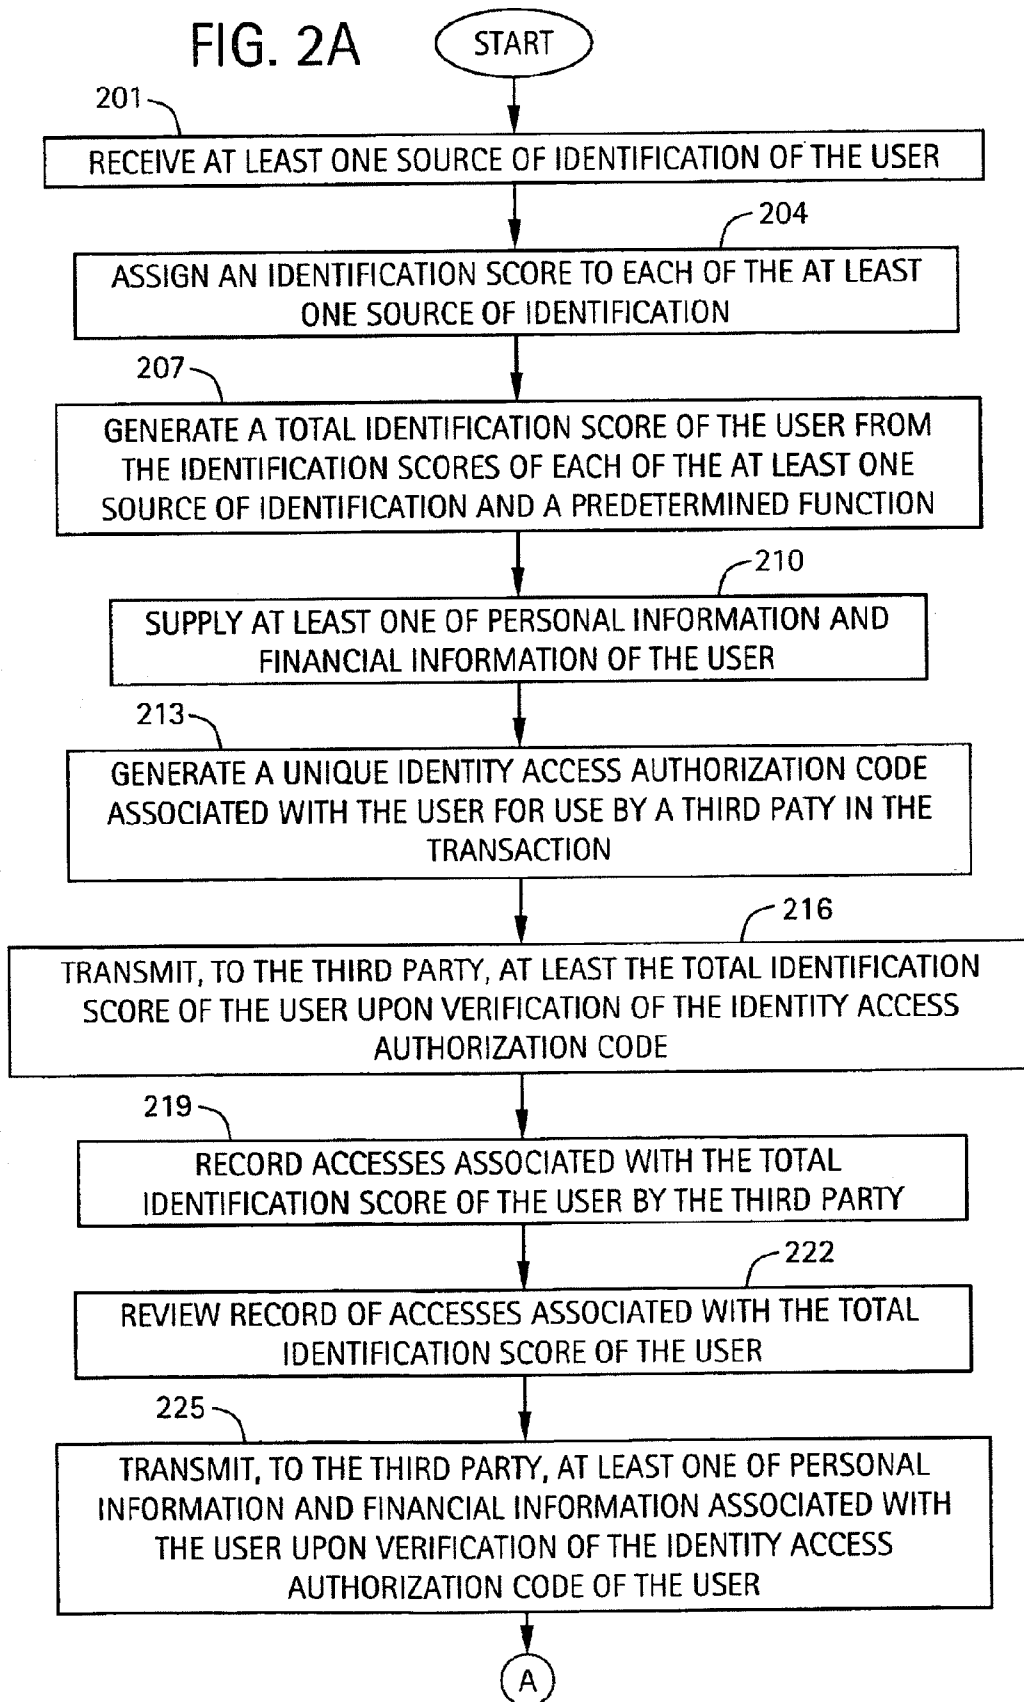 FIG. 2A
START
201
RECEIVE AT LEAST ONE SOURCE OF IDENTIFICATION OF THE USER
204
ASSIGN AN IDENTIFICATION SCORE TO EACH OF THE AT LEAST
ONE SOURCE OF IDENTIFICATION
207
GENERATE A TOTAL IDENTIFICATION SCORE OF THE USER FROM
THE IDENTIFICATION SCORES OF EACH OF THE AT LEAST ONE
SOURCE OF IDENTIFICATION AND A PREDETERMINED FUNCTION
210
SUPPLY AT LEAST ONE OF PERSONAL INFORMATION AND
FINANCIAL INFORMATION OF THE USER
213
GENERATE A UNIQUE IDENTITY ACCESS AUTHORIZATION CODE
ASSOCIATED WITH THE USER FOR USE BY A THIRD PATY IN THE
TRANSACTION
216
TRANSMIT, TO THE THIRD PARTY, AT LEAST THE TOTAL IDENTIFICATION
SCORE OF THE USER UPON VERIFICATION OF THE IDENTITY ACCESS
AUTHORIZATION CODE
219
RECORD ACCESSES ASSOCIATED WITH THE TOTAL
IDENTIFICATION SCORE OF THE USER BY THE THIRD PARTY
222
REVIEW RECORD OF ACCESSES ASSOCIATED WITH THE TOTAL
IDENTIFICATION SCORE OF THE USER
225
TRANSMIT, TO THE THIRD PARTY, AT LEAST ONE OF PERSONAL
INFORMATION AND FINANCIAL INFORMATION ASSOCIATED WITH
THE USER UPON VERIFICATION OF THE IDENTITY ACCESS
AUTHORIZATION CODE OF THE USER
A